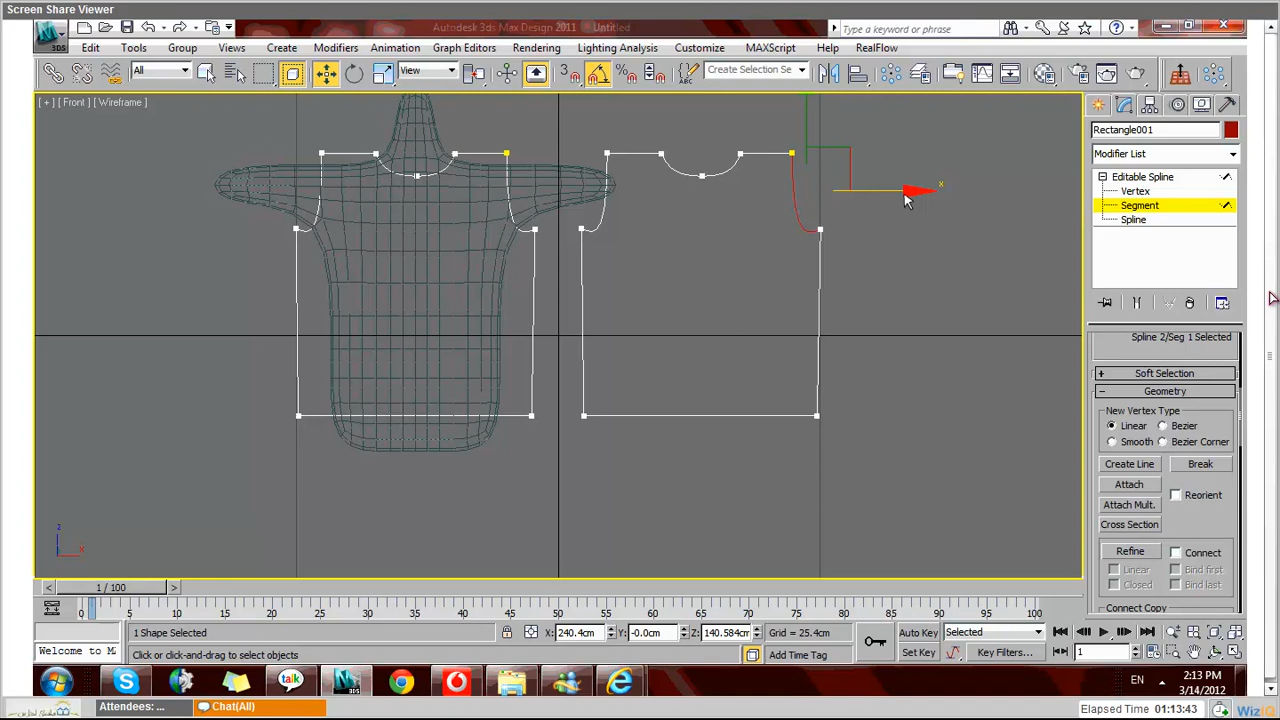 Screen Share Viewer
Autodesk 3ds Max Design 2011 Untitled
Type a keyword or phrase
3DS
Edit Tools Group Views Create Modifiers Animation Graph Editors Rendering Lighting Analysis Customize MAXScript Help RealFlow
All
View
3
Create Selection Se
[ + ] [ Front ] [ Wireframe ]
Rectangle001
Modifier List
Editable Spline
Vertex
Segment
Spline
x
Spline 2/Seg 1 Selected
Soft Selection
Geometry
New Vertex Type
Linear Bezier
Smooth Bezier Corner
Create Line Break
Attach
Reorient
Attach Mult.
Cross Section
Refine Connect
Linear Bind first
Closed Bind last
Connect Copy
z
x
1 / 100
0 5 10 15 20 25 30 35 40 45 50 55 60 65 70 75 80 85 90 95 100
1 Shape Selected
X: 240.4cm Y: -0.0cm Z: 140.584cm Grid = 25.4cm
Auto Key Selected
Welcome to M
Click or click-and-drag to select objects
Add Time Tag
Set Key Key Filters... 1
talk
EN
2:13 PM
3/14/2012
Attendees: ... Chat(All)
Elapsed Time 01:13:43
WizIQ